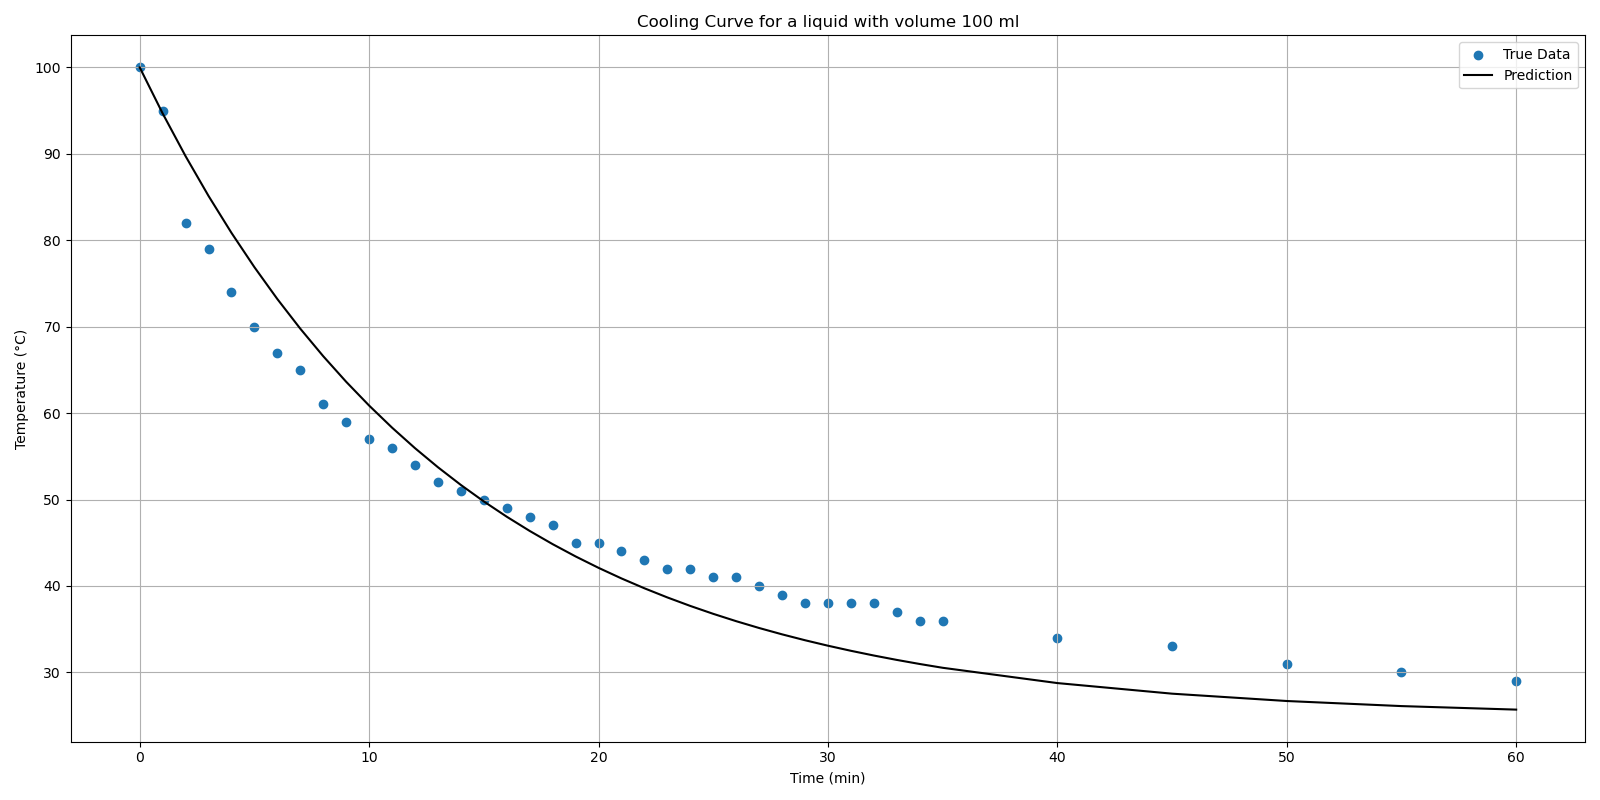 Cooling Curve for a liquid with volume 100 ml
True Data
Prediction
100
90
80
70
60
50
40
30
Temperature (°C)
0 10 20 30 40 50 60
Time (min)